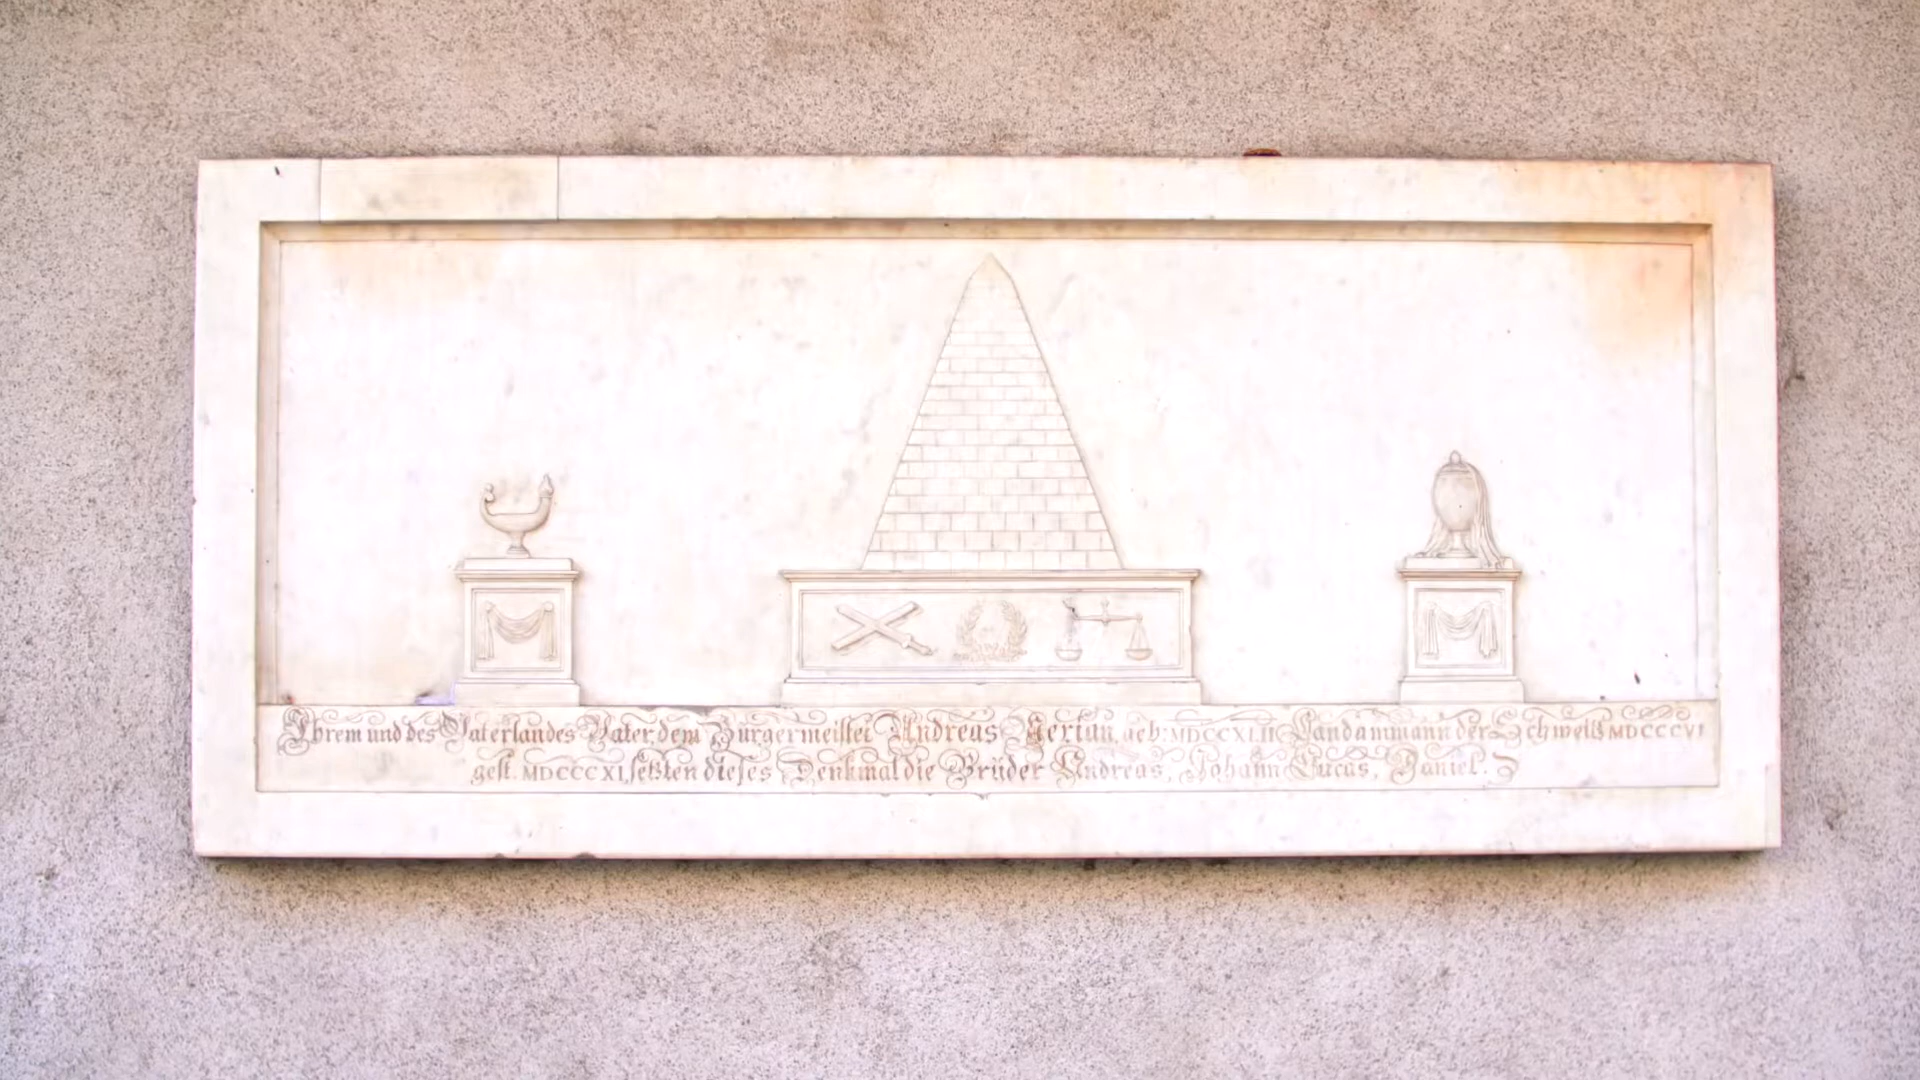 Ihrem und des Vaterlandes Vater dem Bürgermeister Andreas Merian, geb: MDCCXLII Landammann der Schweitz MDCCCVI
gest. MDCCCXI, setzten dieses Denkmal die Brüder Andreas, Johann Lucas, Daniel.